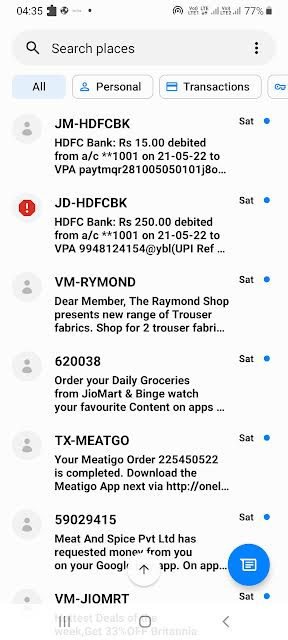 04:35
77%
Search places
All
Personal
Transactions
JM-HDFCBK
Sat
HDFC Bank: Rs 15.00 debited
from a/c **1001 on 21-05-22 to
VPA paytmqr281005050101j8o...
JD-HDFCBK
Sat
HDFC Bank: Rs 250.00 debited
from a/c **1001 on 21-05-22 to
VPA 9948124154@ybl(UPI Ref ...
VM-RYMOND
Sat
Dear Member, The Raymond Shop
presents new range of Trouser
fabrics. Shop for 2 trouser fabri...
620038
Sat
Order your Daily Groceries
from JioMart & Binge watch
your favourite Content on apps ...
TX-MEATGO
Sat
Your Meatigo Order 225450522
is completed. Download the
Meatigo App next via http://onel...
59029415
Sat
Meat And Spice Pvt Ltd has
requested money from you
on your Google app. On app...
VM-JIOMRT
Sat
Hottest Deals of the
week,Get 33%OFF Britannia